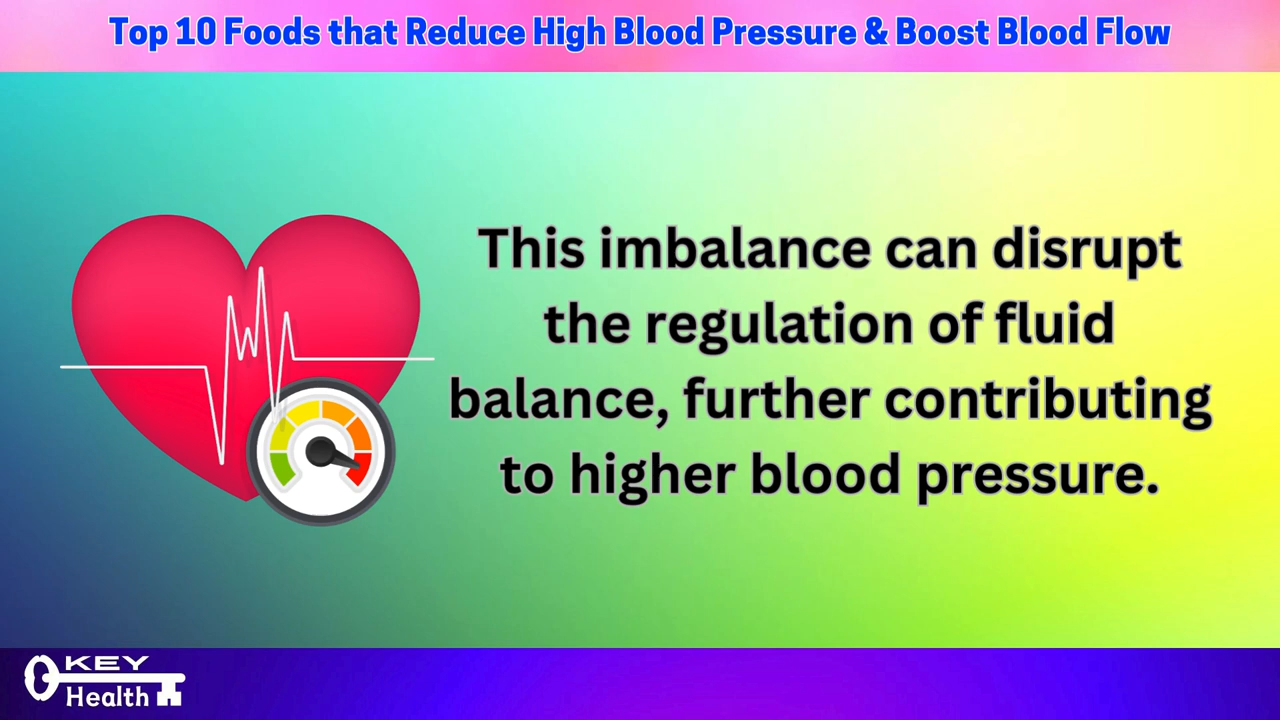 Top 10 Foods that Reduce High Blood Pressure & Boost Blood Flow
This imbalance can disrupt
the regulation of fluid
balance, further contributing
to higher blood pressure.
KEY
Health